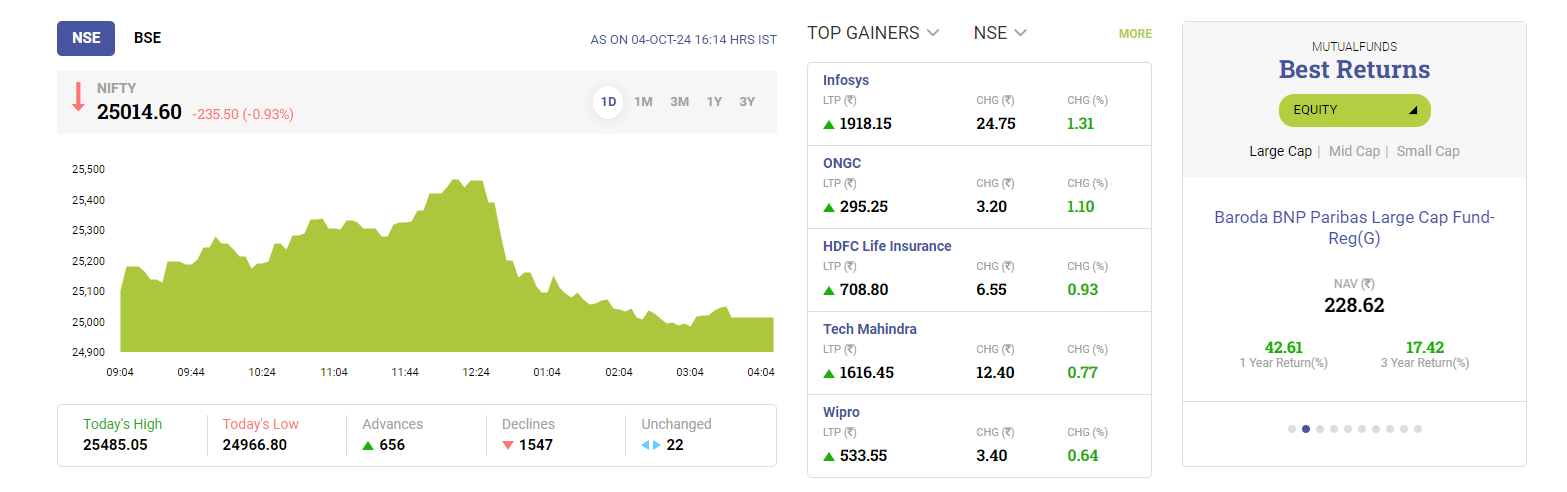 NSE
BSE
AS ON 04-OCT-24 16:14 HRS IST
NIFTY
25014.60 -235.50 (-0.93%)
1D 1M 3M 1Y 3Y
25,500
25,400
25,300
25,200
25,100
25,000
24,900
09:04 09:44 10:24 11:04 11:44 12:24 01:04 02:04 03:04 04:04
Today's High
25485.05
Today's Low
24966.80
Advances
656
Declines
1547
Unchanged
22
TOP GAINERS NSE MORE
Infosys
LTP (₹) CHG (₹) CHG (%)
1918.15 24.75 1.31
ONGC
LTP (₹) CHG (₹) CHG (%)
295.25 3.20 1.10
HDFC Life Insurance
LTP (₹) CHG (₹) CHG (%)
708.80 6.55 0.93
Tech Mahindra
LTP (₹) CHG (₹) CHG (%)
1616.45 12.40 0.77
Wipro
LTP (₹) CHG (₹) CHG (%)
533.55 3.40 0.64
MUTUALFUNDS
Best Returns
EQUITY
Large Cap | Mid Cap | Small Cap
Baroda BNP Paribas Large Cap Fund-
Reg(G)
NAV (₹)
228.62
42.61 17.42
1 Year Return(%) 3 Year Return(%)